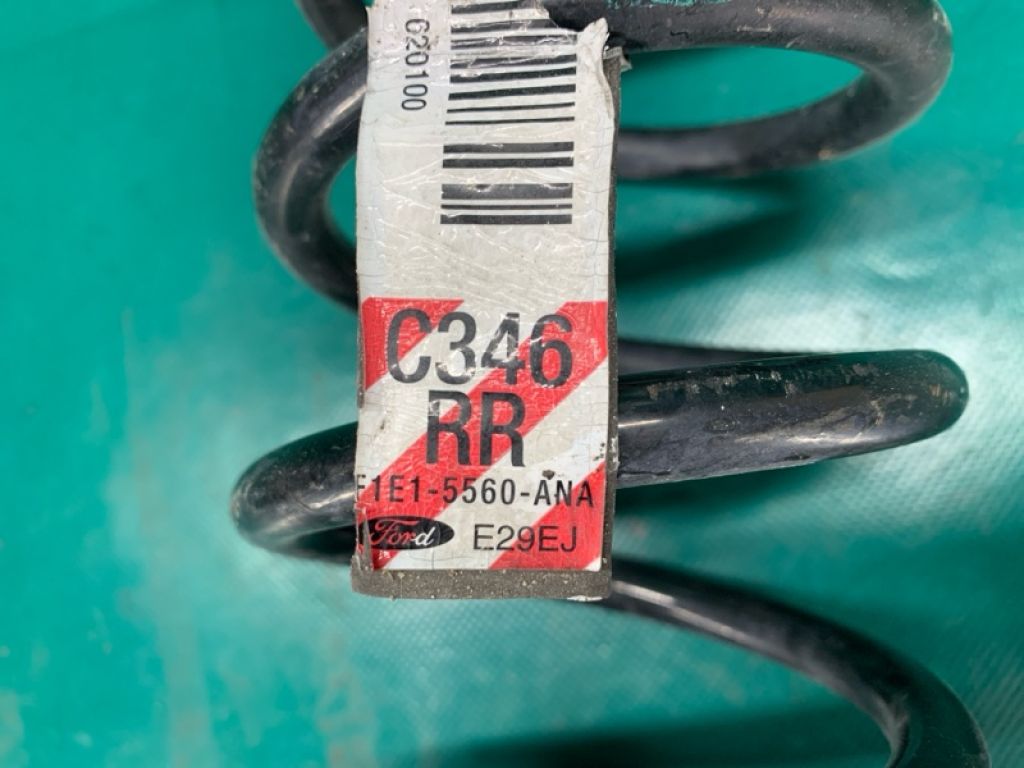 620100
C346
RR
F1E1-5560-ANA
Ford E29EJ